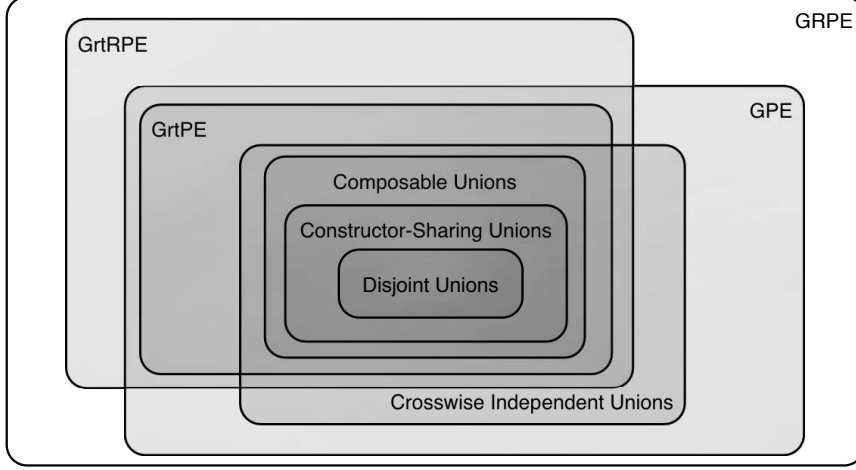 GRPE
GrtRPE
GPE
GrtPE
Composable Unions
Constructor-Sharing Unions
Disjoint Unions
Crosswise Independent Unions